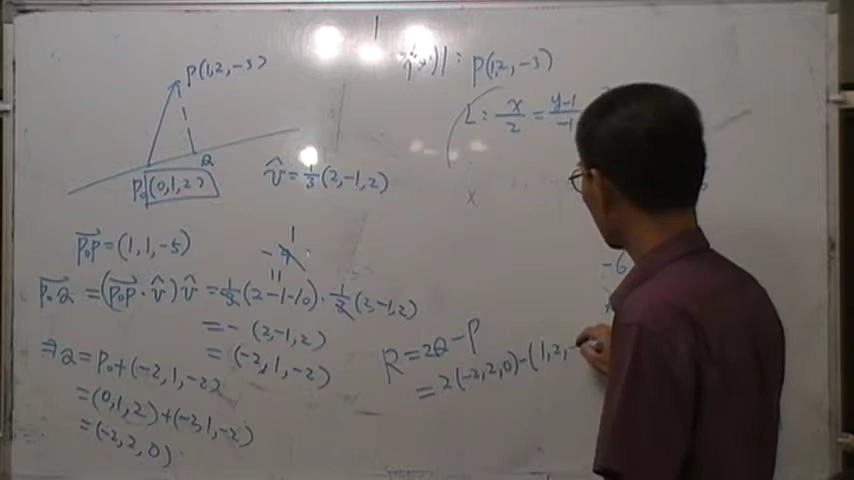 P(1,2,-3)
Q
P₀(0,1,2)
v̂=⅓(2,-1,2)
P₀P=(1,1,-5)
P₀Q=(P₀P·v̂)v̂=⅓(2-1-10)·⅓(2,-1,2)
=-(2,-1,2)
=(-2,1,-2)
⇒Q=P₀+(-2,1,-2)
=(0,1,2)+(-2,1,-2)
=(-2,2,0)
: P(1,2,-3)
L: x/2=y-1/-1
-6
R=2Q-P
=2(-2,2,0)-(1,2,-